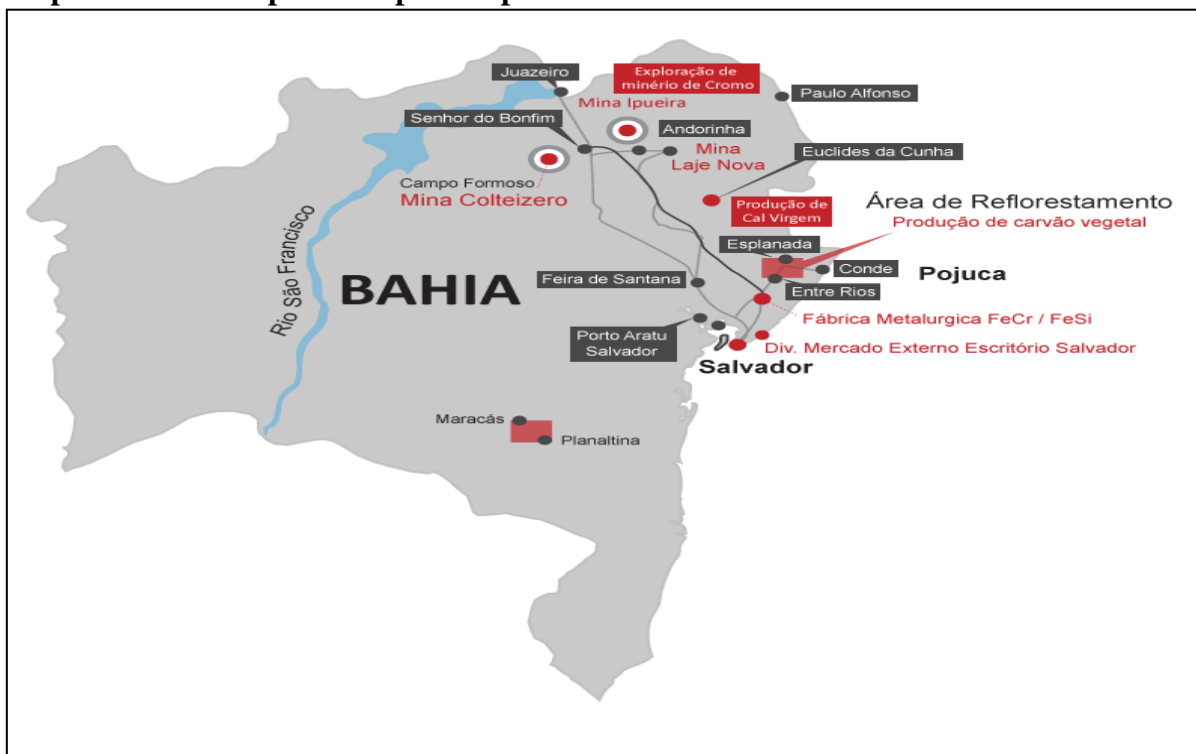 Juazeiro
Exploração de
minério de Cromo
Paulo Alfonso
Mina Ipueira
Senhor do Bonfim
Andorinha
Mina
Laje Nova
Euclides da Cunha
Campo Formoso
Mina Colteizero
Produção de
Cal Virgem
Área de Reflorestamento
Produção de carvão vegetal
Rio São Francisco
Esplanada
BAHIA
Feira de Santana
Conde
Pojuca
Entre Rios
Fábrica Metalurgica FeCr / FeSi
Porto Aratu
Salvador
Div. Mercado Externo Escritório Salvador
Salvador
Maracás
Planaltina